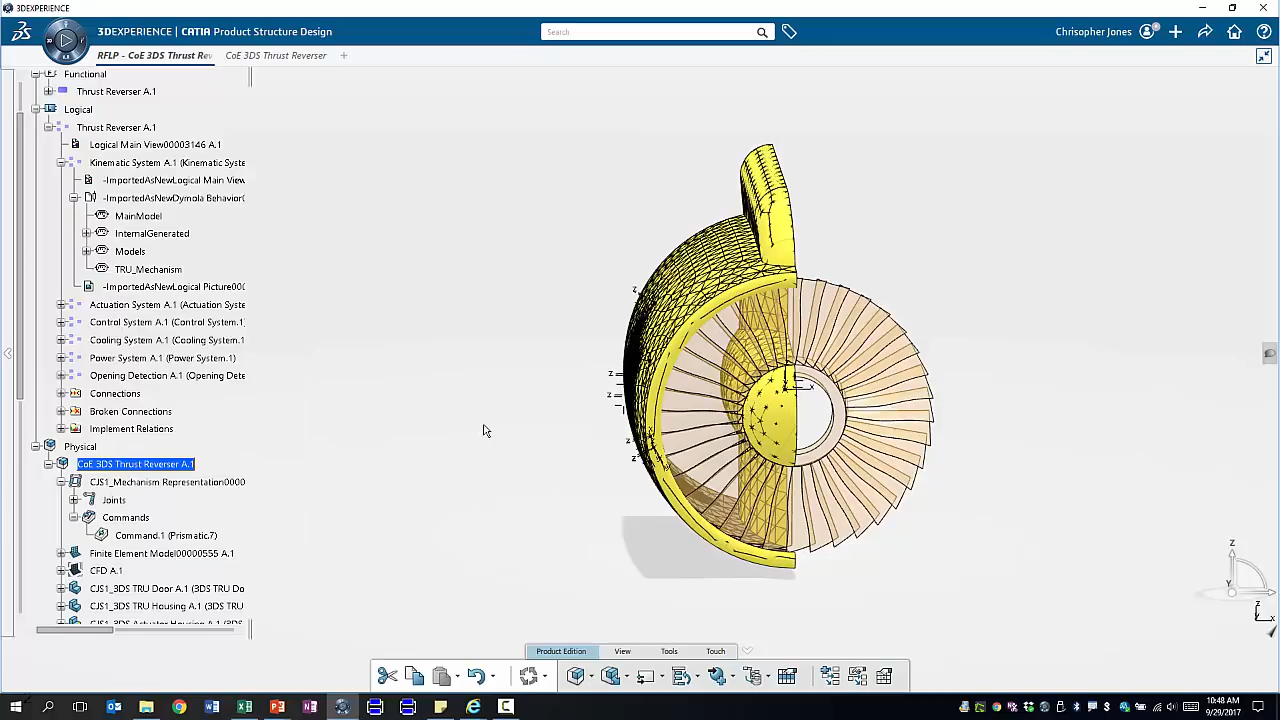 3DEXPERIENCE
3DEXPERIENCE | CATIA Product Structure Design
Search
Chrisopher Jones
RFLP - CoE 3DS Thrust Rev
CoE 3DS Thrust Reverser
Functional
Thrust Reverser A.1
Logical
Thrust Reverser A.1
Logical Main View00003146 A.1
Kinematic System A.1 (Kinematic Syste
-ImportedAsNewLogical Main View
-ImportedAsNewDymola Behavior0
MainModel
InternalGenerated
Models
TRU_Mechanism
-ImportedAsNewLogical Picture000
Actuation System A.1 (Actuation Syste
Control System A.1 (Control System.1)
Cooling System A.1 (Cooling System.1
Power System A.1 (Power System.1)
Opening Detection A.1 (Opening Dete
Connections
Broken Connections
Implement Relations
Physical
CoE 3DS Thrust Reverser A.1
CJS1_Mechanism Representation0000
Joints
Commands
Command.1 (Prismatic.7)
Finite Element Model00000555 A.1
CFD A.1
CJS1_3DS TRU Door A.1 (3DS TRU Do
CJS1_3DS TRU Housing A.1 (3DS TRU
CJS1_3DS Actuator Housing A.1 (3DS
z
z
z
z
z
x
Z
Y
X
Z
X
Product Edition
View
Tools
Touch
10:48 AM
9/29/2017